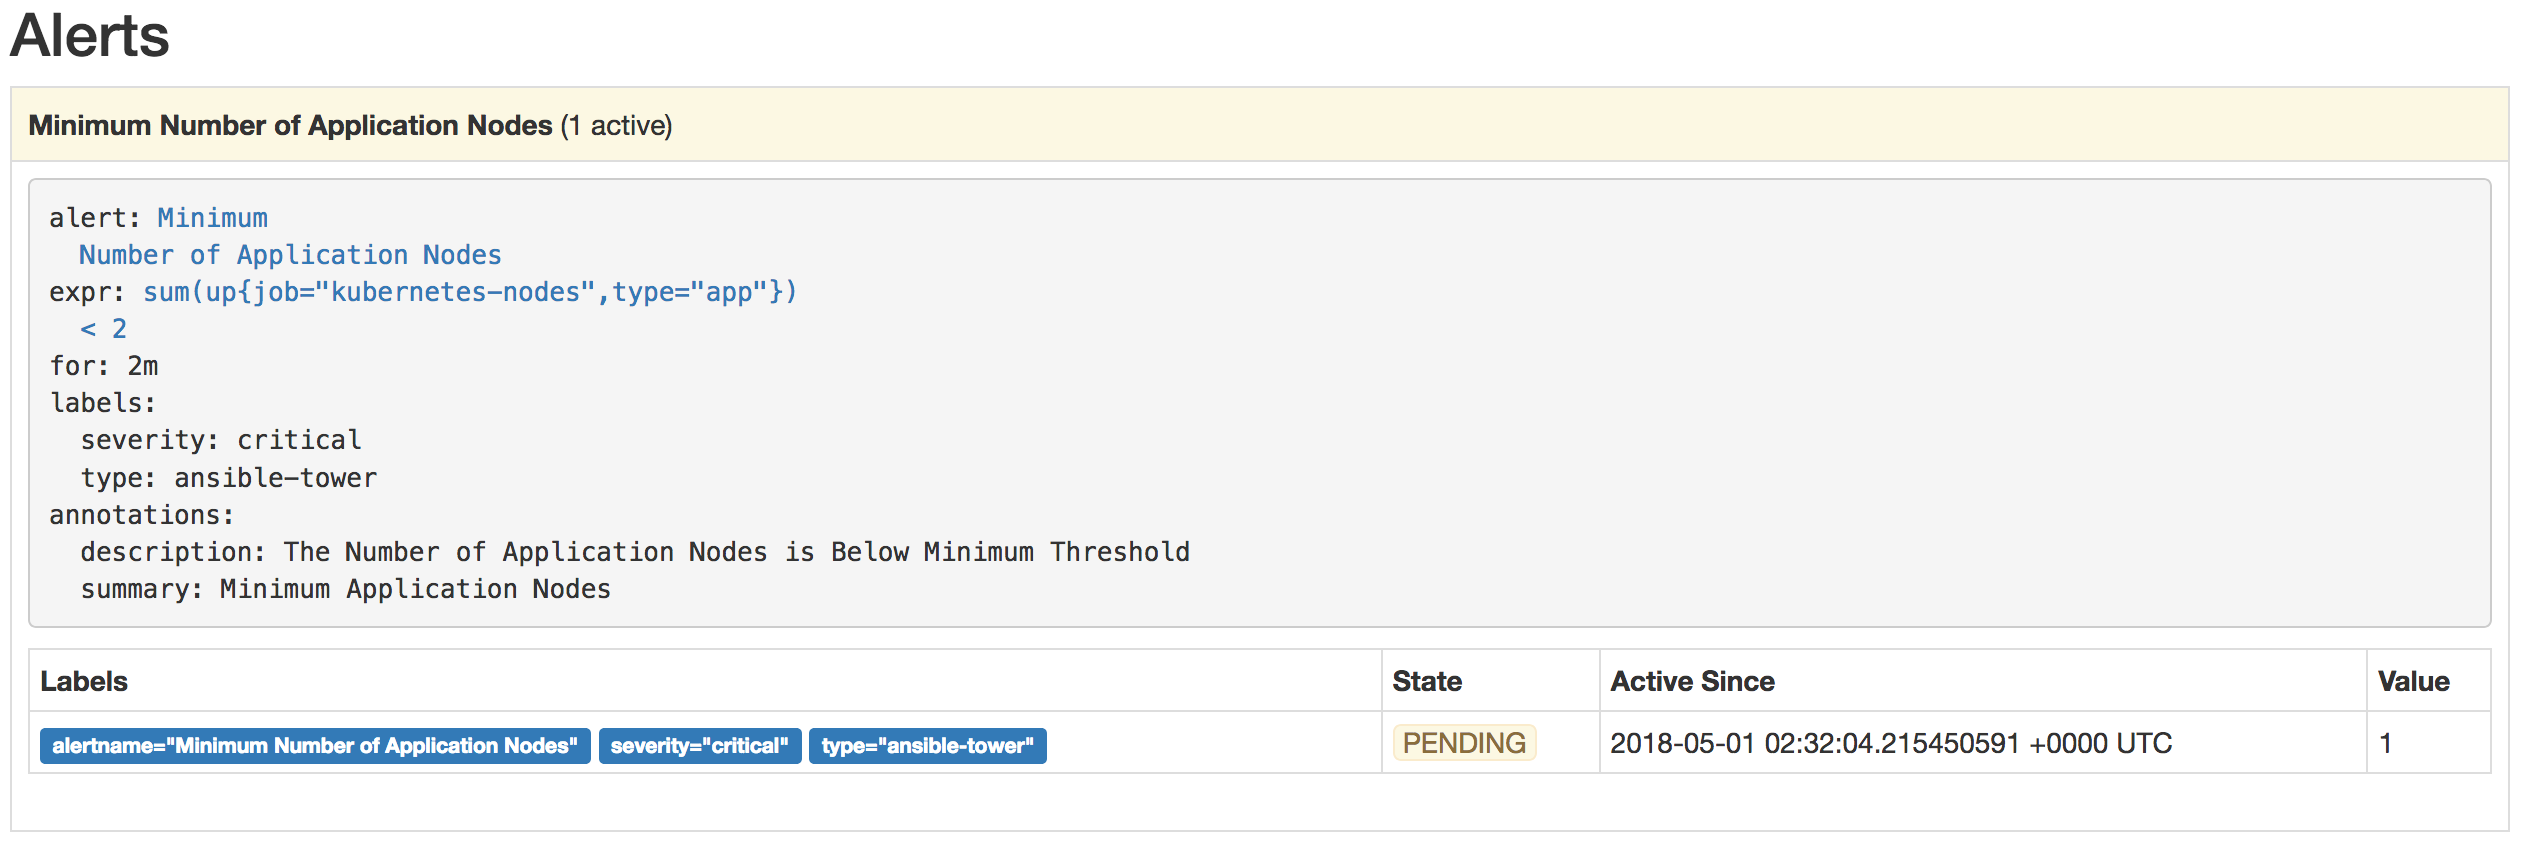 Alerts
Minimum Number of Application Nodes (1 active)
alert: Minimum
  Number of Application Nodes
expr: sum(up{job="kubernetes-nodes",type="app"})
  < 2
for: 2m
labels:
  severity: critical
  type: ansible-tower
annotations:
  description: The Number of Application Nodes is Below Minimum Threshold
  summary: Minimum Application Nodes
Labels State Active Since Value
alertname="Minimum Number of Application Nodes" severity="critical" type="ansible-tower" PENDING 2018-05-01 02:32:04.215450591 +0000 UTC 1